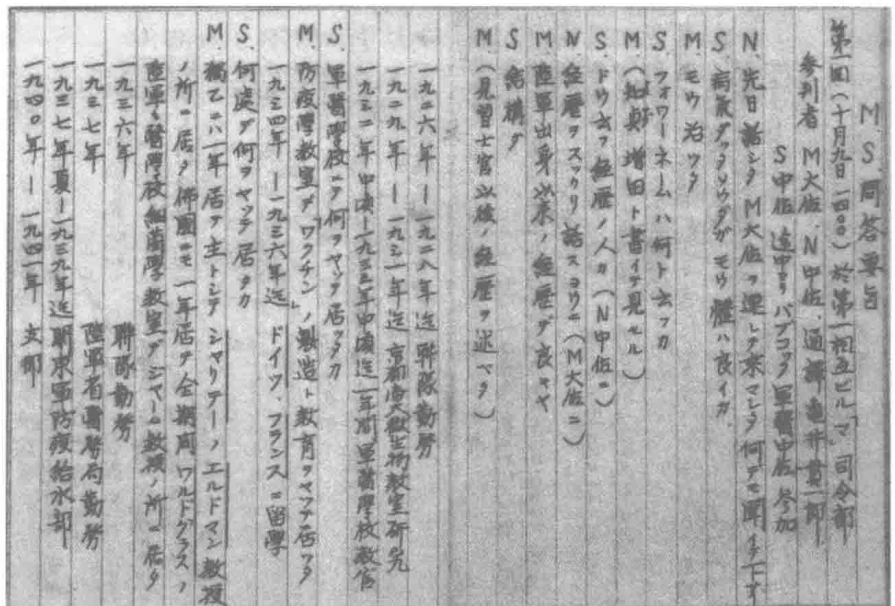 M、S、問答要旨
第一回(十月九日一四、〇〇)於第一相互ビル「マ」司令部
参列者 M大佐、N中佐、通譯亀井貫一郎
S中佐 途中ヨリ バブコック軍醫中佐参加
N、先日話シタM大佐ヲ連レテ来マシタ 何デモ聞イテ下サイ
S、病気ダッタソウダガモウ體ハ良イカ
M モウ治ッタ
S、フォワーネームハ何ト云フカ
M (知貞増田ト書イテ見セル)
S、ドウ云フ経歴ノ人カ(N中佐ニ)
N 経歴ヲスッカリ話スヨウニ(M大佐ニ)
M 陸軍出身以来ノ経歴デ良キヤ
S 結構ダ
M (見習士官以後ノ経歴ヲ述ベタ)
一九二六年ー一九二八年迄 聯隊勤務
一九二九年ー一九三一年迄 京都帝大微生物教室研究
一九三二年中頃ー一九三三年中頃迄一年間、軍醫學校教官
S、軍醫學校ニテ何ヲヤッテ居ッタカ
M、防疫學教室デ「ワクチン」ノ製造ト教育ヲヤッテ居ッタ
一九三四年ー一九三六年迄 ドイツ、フランスニ留學
S、何處デ何ヲヤッテ居タカ
M、獨乙ニハ一年居テ主トシテシャリテーノエルドマン教授
ノ所ニ居タ 佛國ニモ一年居テ全期間ワルドグラスノ
陸軍々醫學校細菌學教室デジャーム教授ノ所ニ居タ
一九三六年 聯隊勤務
一九三七年 陸軍省醫務局勤務
一九三七年夏ー一九三九年迄 関東軍防疫給水部
一九四〇年ー一九四一年 支那